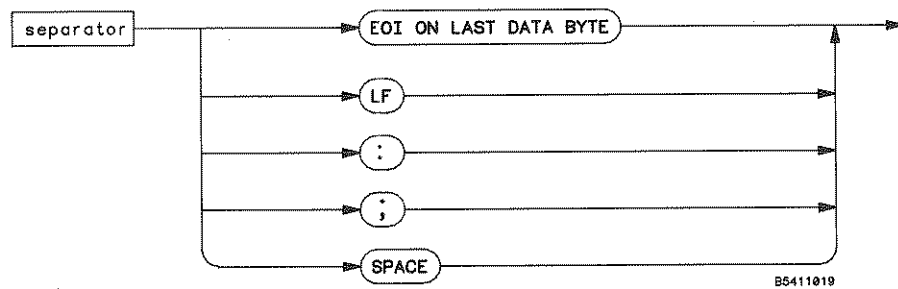 separator
EOI ON LAST DATA BYTE
LF
:
;
SPACE
B5411019